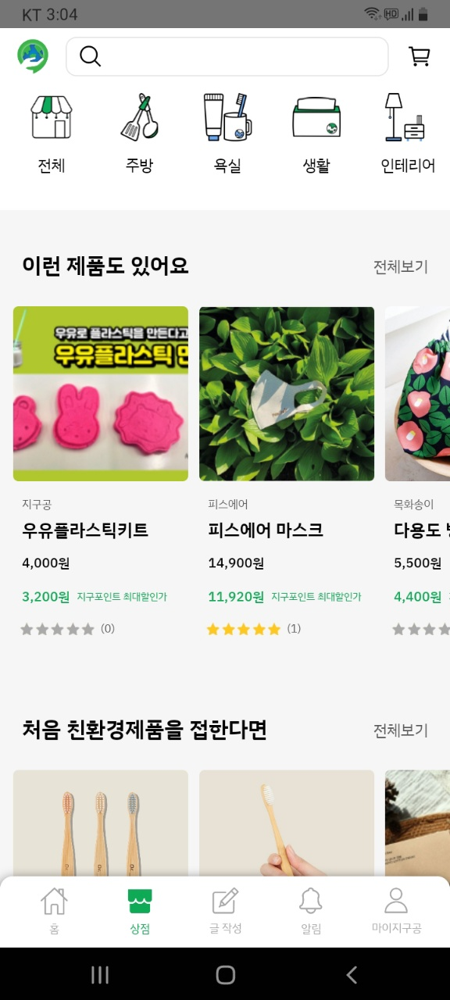 KT 3:04
HD
전체
주방
욕실
생활
인테리어
이런 제품도 있어요
전체보기
우유로 플라스틱을 만든다고
우유플라스틱
지구공
우유플라스틱키트
4,000원
3,200원 지구포인트 최대할인가
(0)
피스에어
피스에어 마스크
14,900원
11,920원 지구포인트 최대할인가
(1)
목화송이
다용도
5,500원
4,400원
처음 친환경제품을 접한다면
전체보기
Dr.
Dr.
Dr.
홈
상점
글 작성
알림
마이지구공